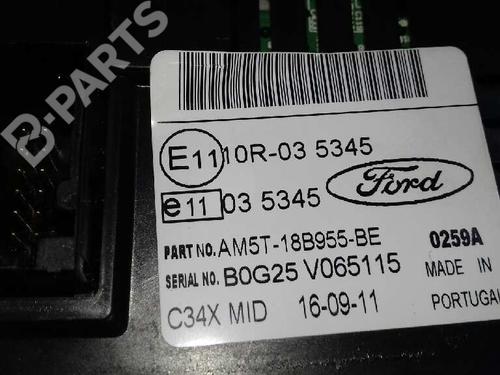 B-PARTS
E11 10R-03 5345
e 11 03 5345
Ford
PART NO. AM5T-18B955-BE 0259A
SERIAL NO. B0G25 V065115 MADE IN
C34X MID 16-09-11 PORTUGAL